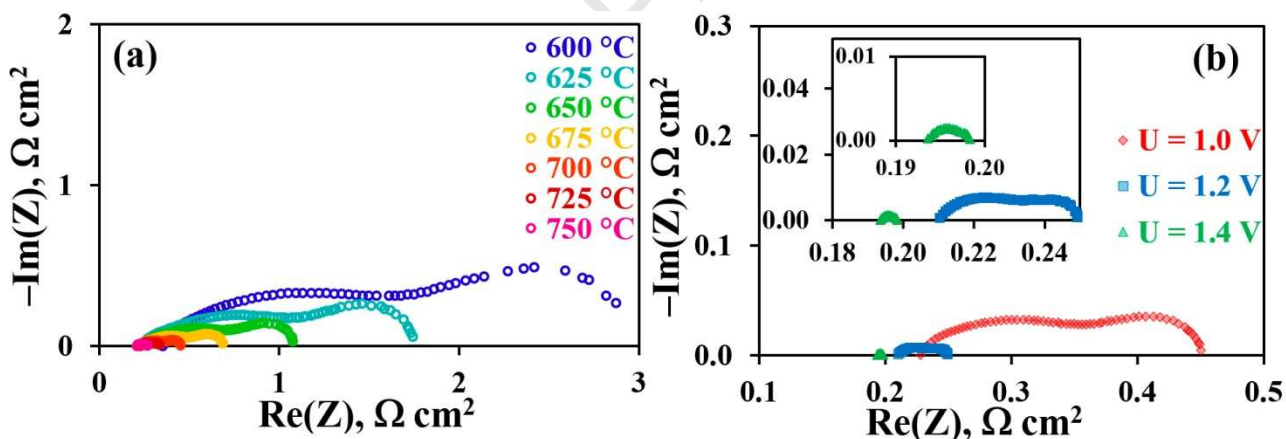 (a)
2
1
0
0
1
2
3
–Im(Z), Ω cm²
Re(Z), Ω cm²
600 °C
625 °C
650 °C
675 °C
700 °C
725 °C
750 °C
(b)
0.3
0.2
0.1
0.0
0.1
0.2
0.3
0.4
0.5
–Im(Z), Ω cm²
Re(Z), Ω cm²
U = 1.0 V
U = 1.2 V
U = 1.4 V
0.04
0.02
0.00
0.18
0.20
0.22
0.24
0.01
0.00
0.19
0.20